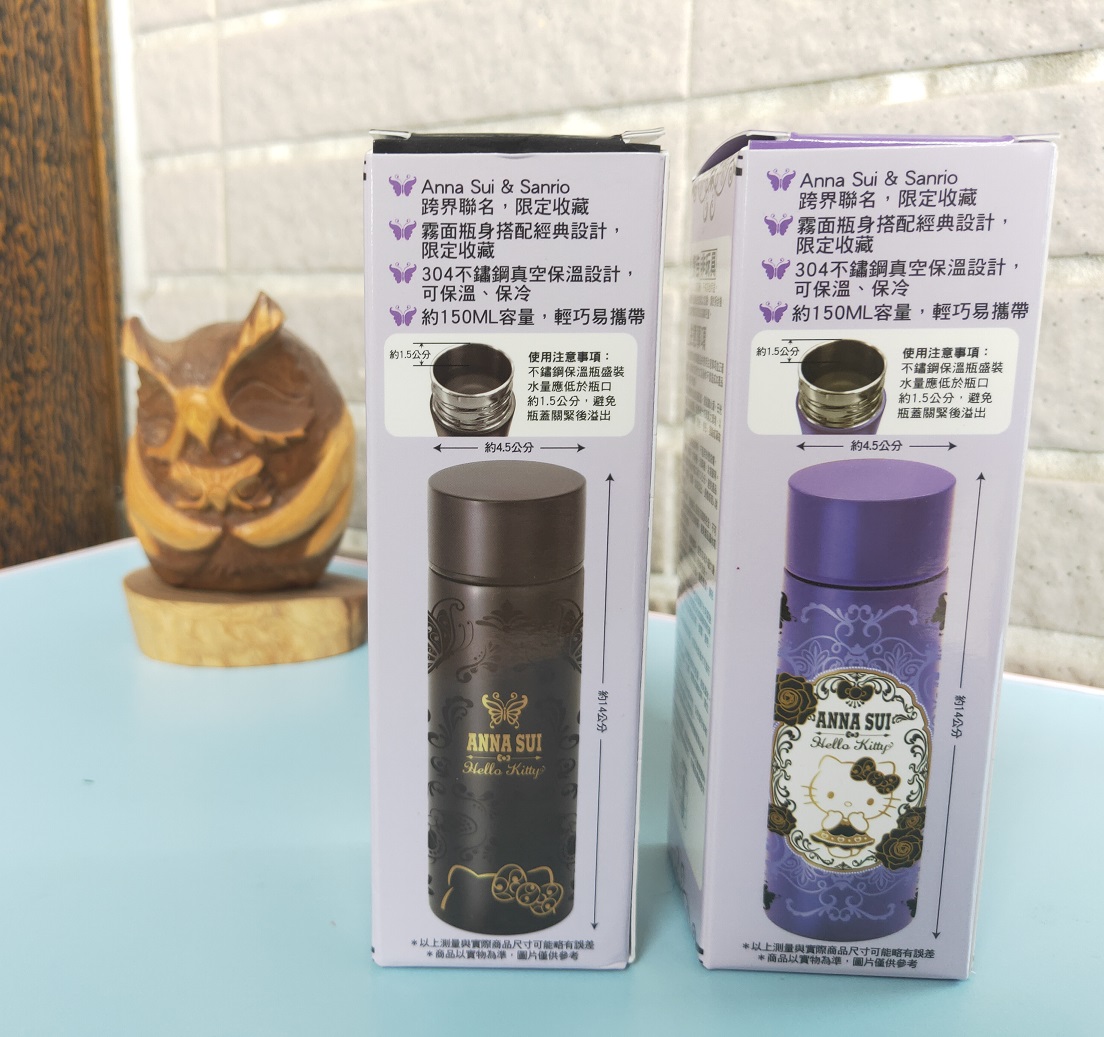 Anna Sui & Sanrio
跨界聯名，限定收藏
霧面瓶身搭配經典設計，
限定收藏
304不鏽鋼真空保溫設計，
可保溫、保冷
約150ML容量，輕巧易攜帶
約1.5公分
使用注意事項：
不鏽鋼保溫瓶盛裝
水量應低於瓶口
約1.5公分，避免
瓶蓋關緊後溢出
約4.5公分
約14公分
ANNA SUI
Hello Kitty
＊以上測量與實際商品尺寸可能略有誤差
＊商品以實物為準，圖片僅供參考
Anna Sui & Sanrio
跨界聯名，限定收藏
霧面瓶身搭配經典設計，
限定收藏
304不鏽鋼真空保溫設計，
可保溫、保冷
約150ML容量，輕巧易攜帶
約1.5公分
使用注意事項：
不鏽鋼保溫瓶盛裝
水量應低於瓶口
約1.5公分，避免
瓶蓋關緊後溢出
約4.5公分
約14公分
ANNA SUI
Hello Kitty
＊以上測量與實際商品尺寸可能略有誤差
＊商品以實物為準，圖片僅供參考